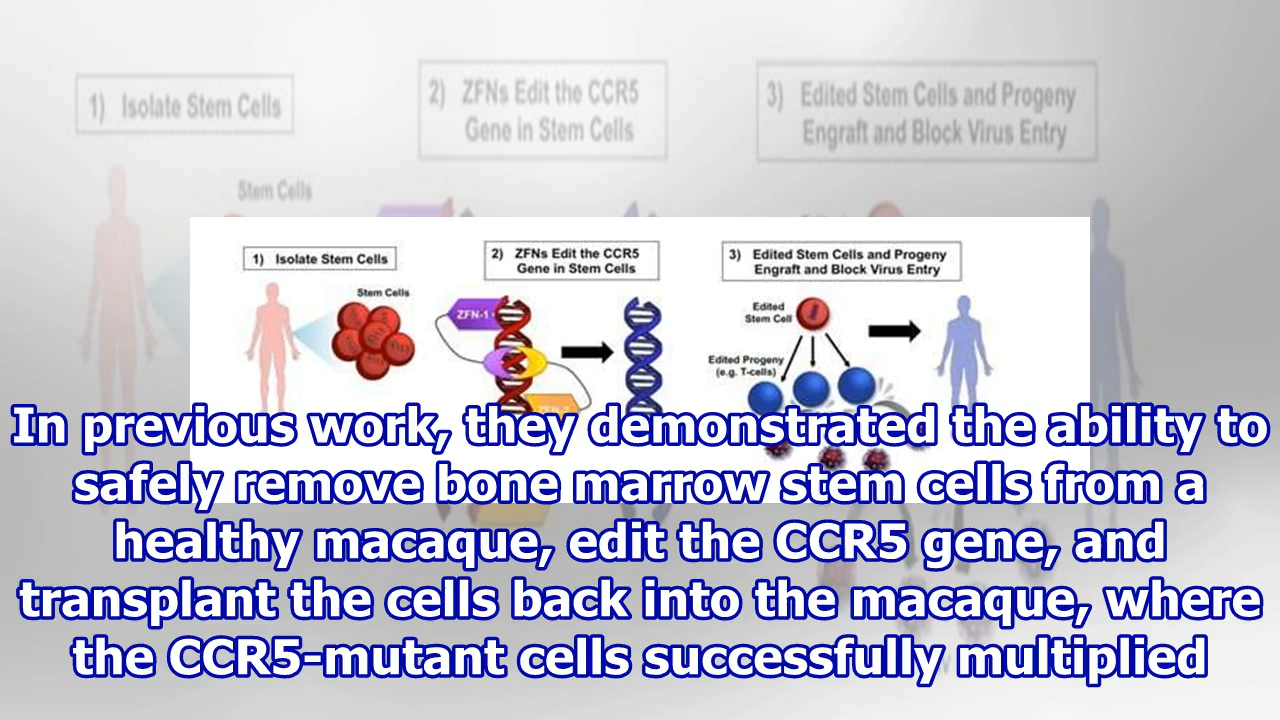 1) Isolate Stem Cells
2) ZFNs Edit the CCR5
Gene in Stem Cells
3) Edited Stem Cells and Progeny
Engraft and Block Virus Entry
Stem Cells
1) Isolate Stem Cells
2) ZFNs Edit the CCR5
Gene in Stem Cells
3) Edited Stem Cells and Progeny
Engraft and Block Virus Entry
Stem Cells
ZFN-1
Edited
Stem Cell
Edited Progeny
(e.g. T-cells)
In previous work, they demonstrated the ability to
safely remove bone marrow stem cells from a
healthy macaque, edit the CCR5 gene, and
transplant the cells back into the macaque, where
the CCR5-mutant cells successfully multiplied